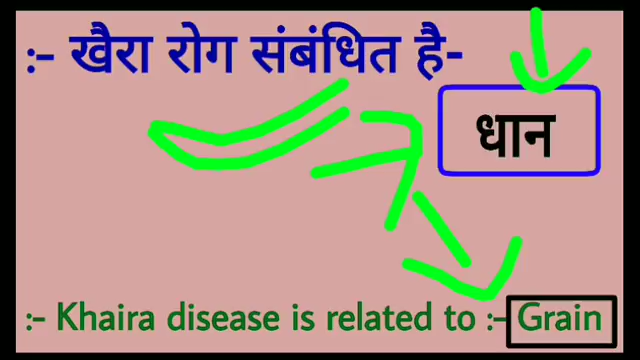 :- खैरा रोग संबंधित है-
धान
:- Khaira disease is related to :- Grain